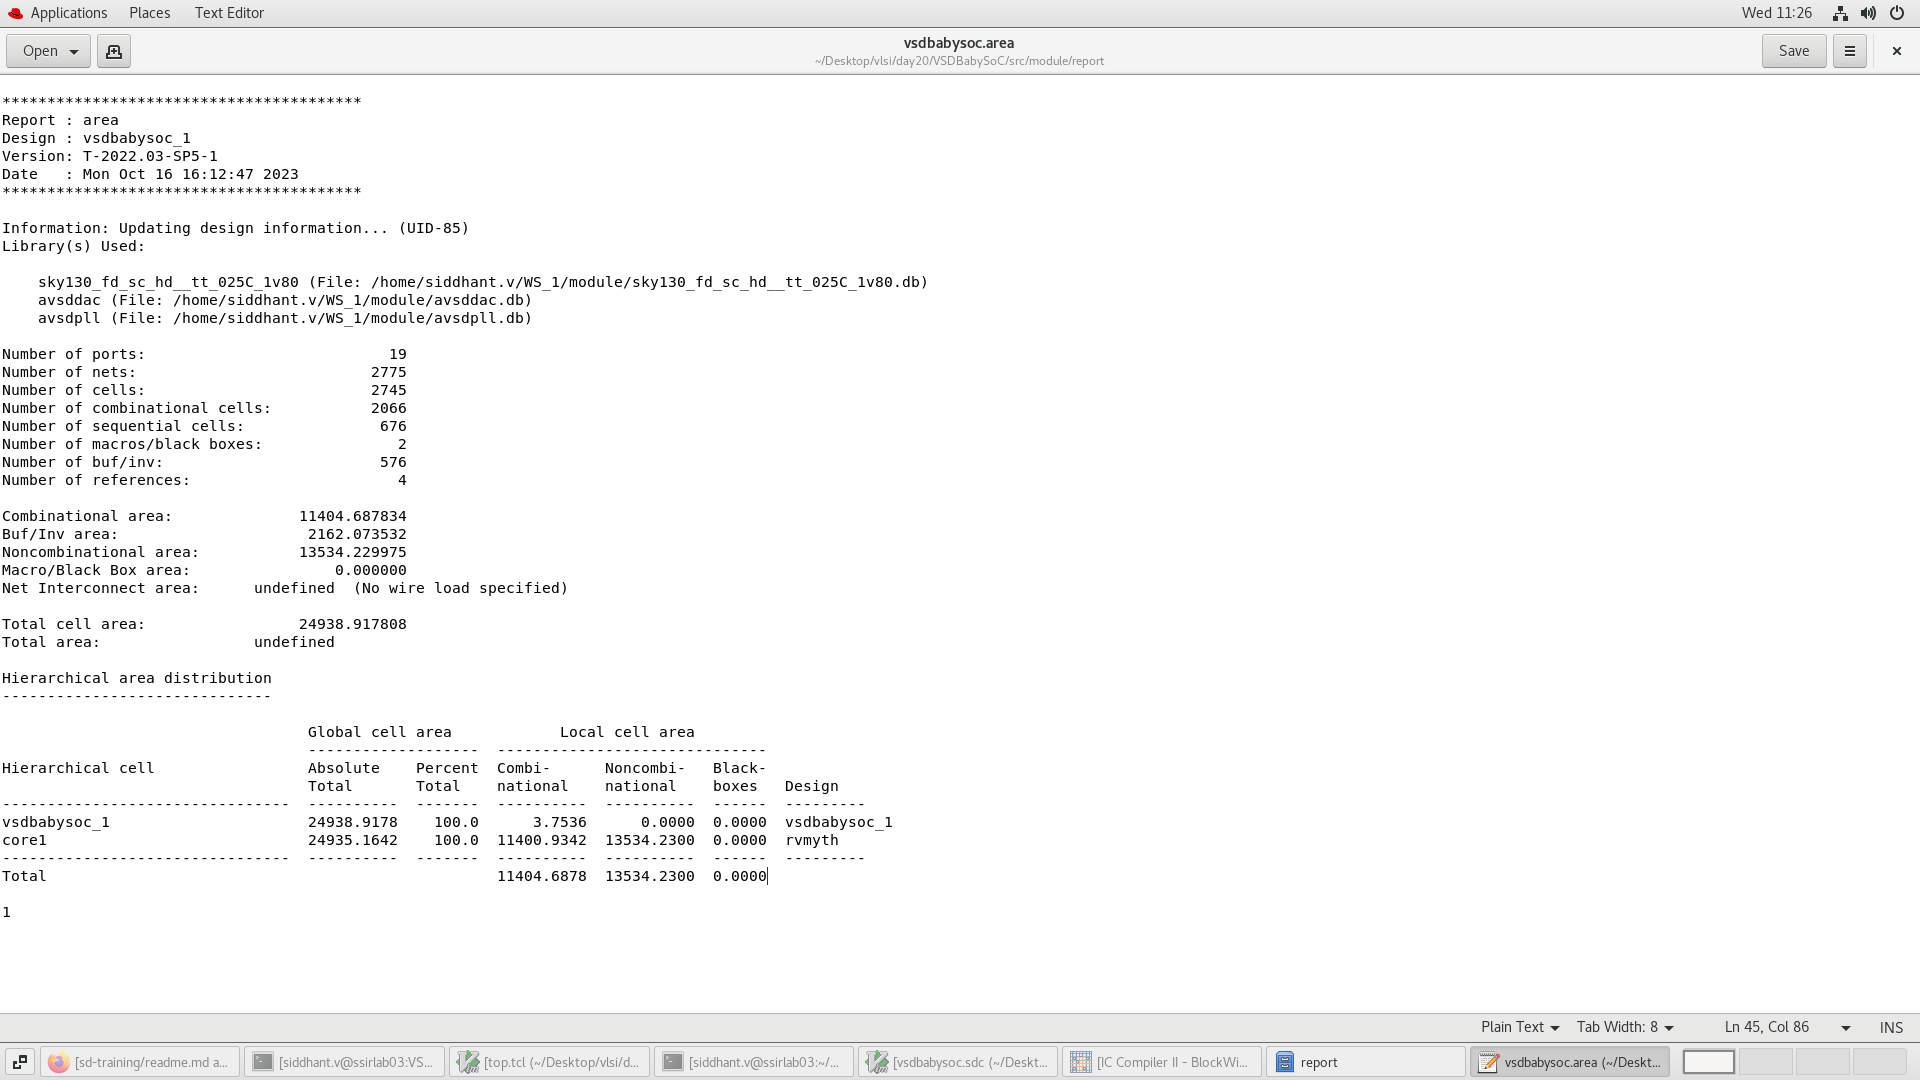 Applications Places Text Editor Wed 11:26
Open vsdbabysoc.area Save
~/Desktop/vlsi/day20/VSDBabySoC/src/module/report
****************************************
Report : area
Design : vsdbabysoc_1
Version: T-2022.03-SP5-1
Date   : Mon Oct 16 16:12:47 2023
****************************************
Information: Updating design information... (UID-85)
Library(s) Used:
    sky130_fd_sc_hd__tt_025C_1v80 (File: /home/siddhant.v/WS_1/module/sky130_fd_sc_hd__tt_025C_1v80.db)
    avsddac (File: /home/siddhant.v/WS_1/module/avsddac.db)
    avsdpll (File: /home/siddhant.v/WS_1/module/avsdpll.db)
Number of ports:                           19
Number of nets:                          2775
Number of cells:                         2745
Number of combinational cells:           2066
Number of sequential cells:               676
Number of macros/black boxes:               2
Number of buf/inv:                        576
Number of references:                       4
Combinational area:              11404.687834
Buf/Inv area:                     2162.073532
Noncombinational area:           13534.229975
Macro/Black Box area:                0.000000
Net Interconnect area:      undefined  (No wire load specified)
Total cell area:                 24938.917808
Total area:                 undefined
Hierarchical area distribution
------------------------------
                                  Global cell area            Local cell area
                                  -------------------  ------------------------------
Hierarchical cell                 Absolute    Percent  Combi-      Noncombi-   Black-
                                  Total       Total    national    national    boxes   Design
--------------------------------  ----------  -------  ----------  ----------  ------  ---------
vsdbabysoc_1                      24938.9178    100.0      3.7536      0.0000  0.0000  vsdbabysoc_1
core1                             24935.1642    100.0  11400.9342  13534.2300  0.0000  rvmyth
--------------------------------  ----------  -------  ----------  ----------  ------  ---------
Total                                                  11404.6878  13534.2300  0.0000
1
Plain Text Tab Width: 8 Ln 45, Col 86 INS
[sd-training/readme.md a... [siddhant.v@ssirlab03:VS... [top.tcl (~/Desktop/vlsi/d... [siddhant.v@ssirlab03:~/... [vsdbabysoc.sdc (~/Deskt... [IC Compiler II - BlockWi... report vsdbabysoc.area (~/Deskt...